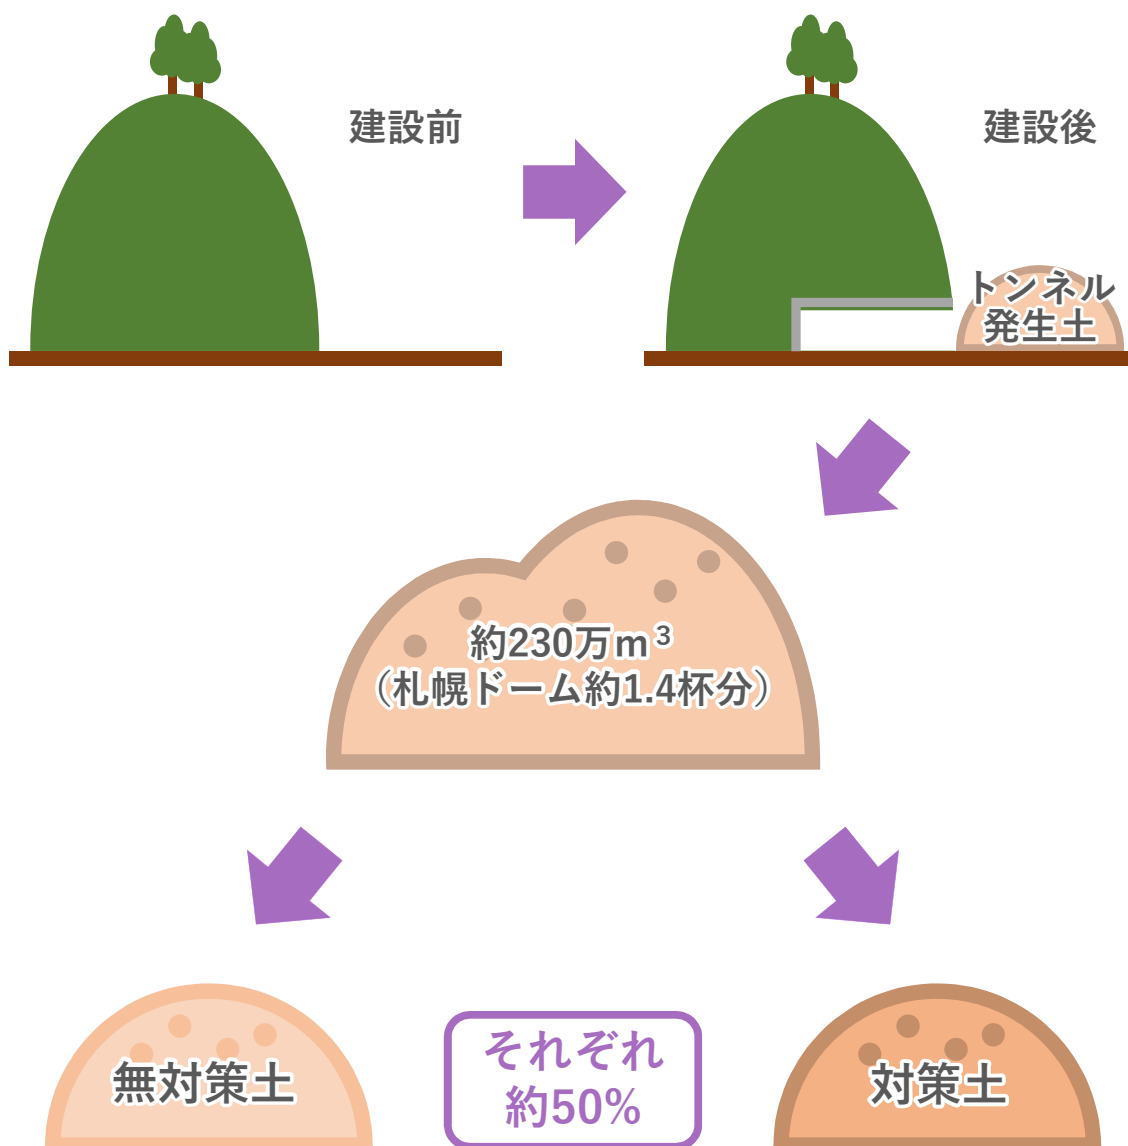 建設前
建設後
トンネル
発生土
約230万m³
（札幌ドーム約1.4杯分）
無対策土
それぞれ
約50%
対策土